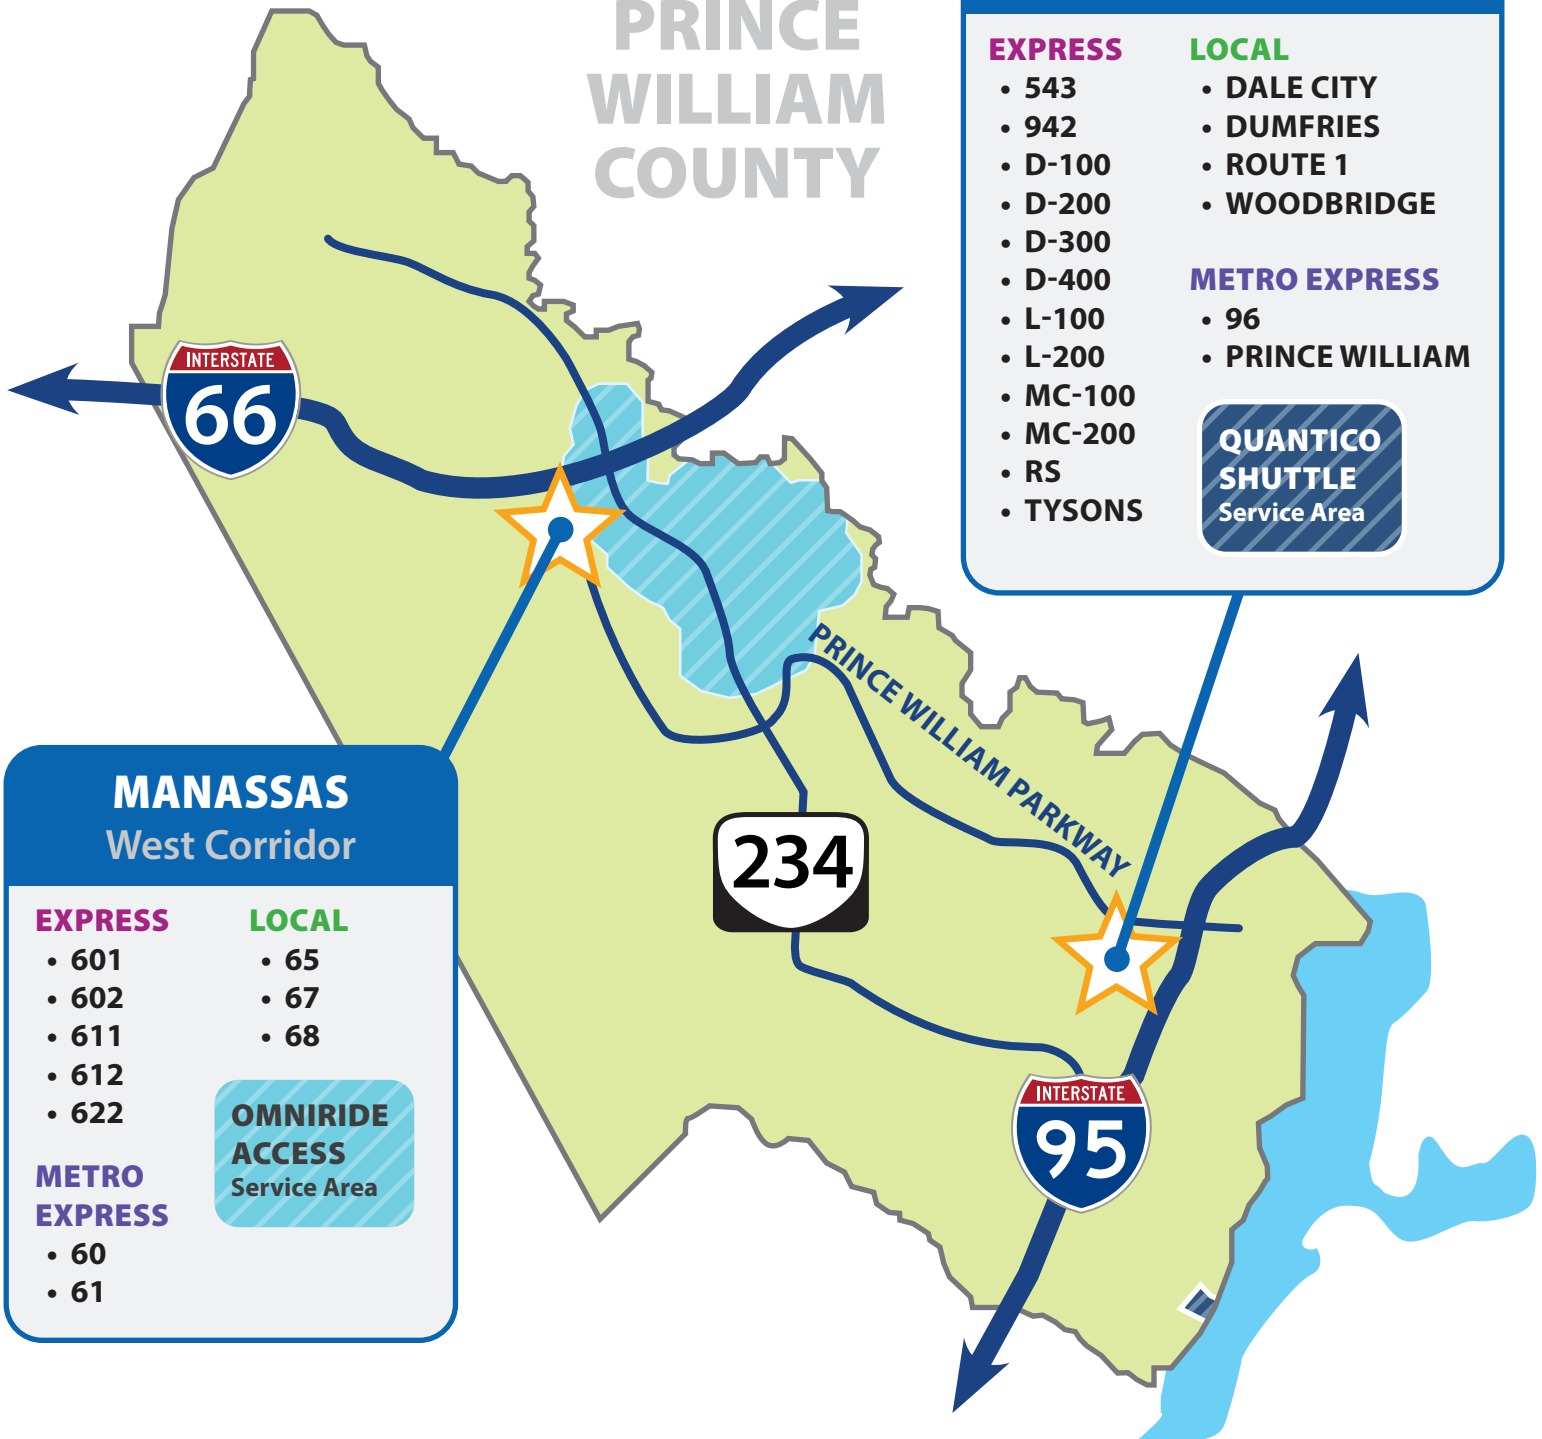 PRINCE
WILLIAM
COUNTY
EXPRESS
• 543
• 942
• D-100
• D-200
• D-300
• D-400
• L-100
• L-200
• MC-100
• MC-200
• RS
• TYSONS
LOCAL
• DALE CITY
• DUMFRIES
• ROUTE 1
• WOODBRIDGE
METRO EXPRESS
• 96
• PRINCE WILLIAM
QUANTICO
SHUTTLE
Service Area
INTERSTATE
66
PRINCE WILLIAM PARKWAY
234
INTERSTATE
95
MANASSAS
West Corridor
EXPRESS
• 601
• 602
• 611
• 612
• 622
METRO
EXPRESS
• 60
• 61
LOCAL
• 65
• 67
• 68
OMNIRIDE
ACCESS
Service Area